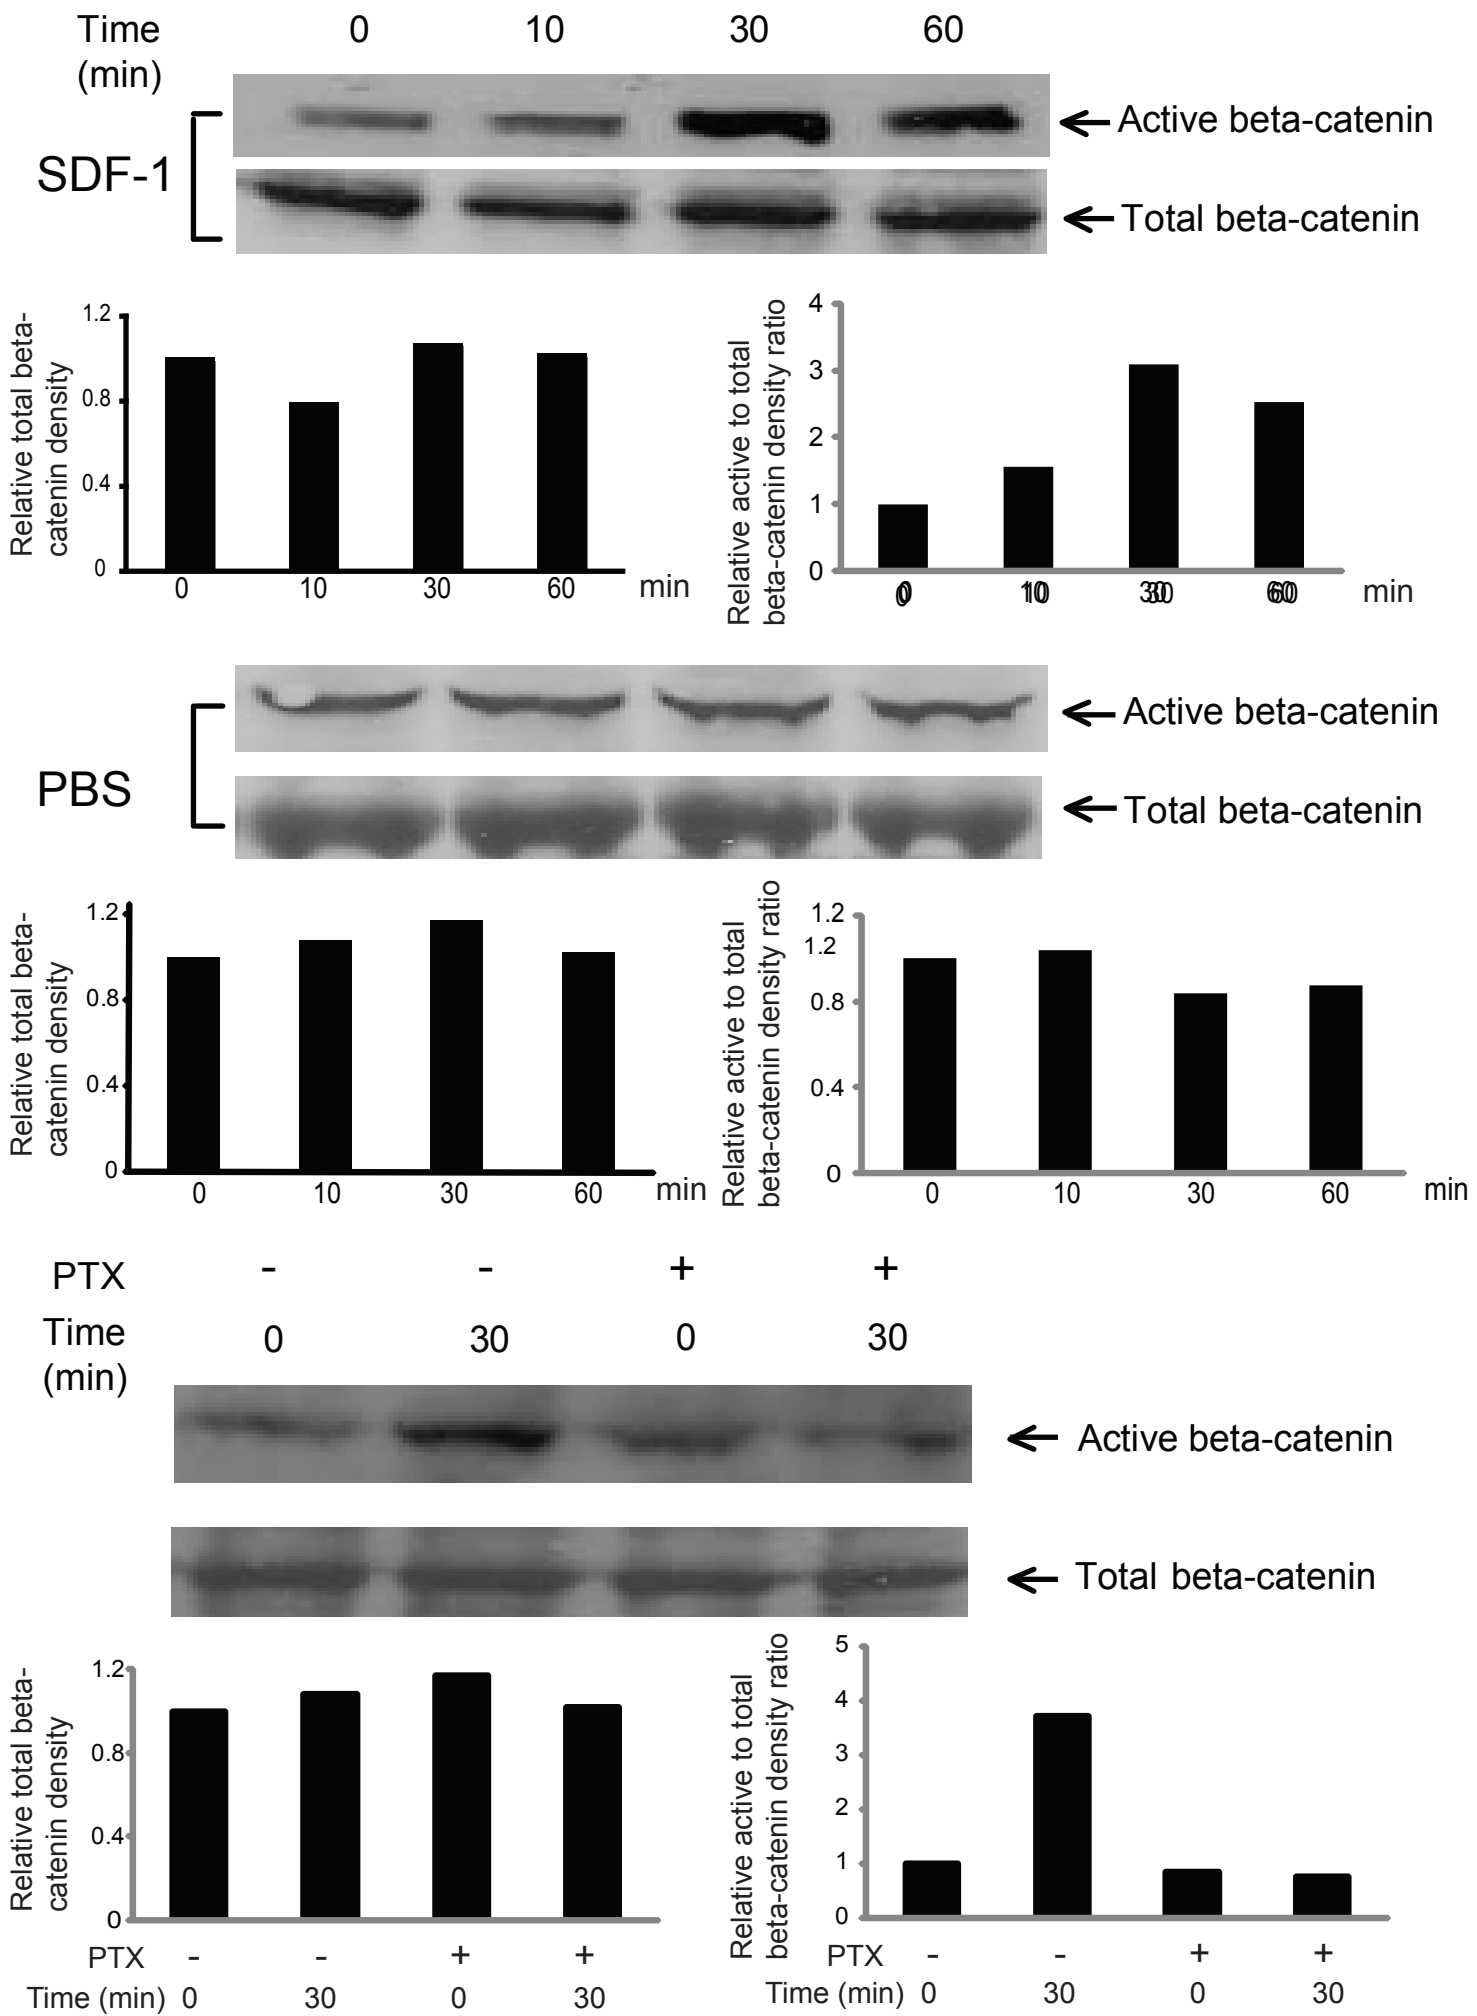 Time 0 10 30 60
(min)
SDF-1
Active beta-catenin
Total beta-catenin
Relative total beta-
catenin density
1.2
0.8
0.4
0
0 10 30 60 min
Relative active to total
beta-catenin density ratio
4
3
2
1
0
0 10 30 60 min
PBS
Active beta-catenin
Total beta-catenin
Relative total beta-
catenin density
1.2
0.8
0.4
0
0 10 30 60 min
Relative active to total
beta-catenin density ratio
1.2
1.2
0.8
0.4
0
0 10 30 60 min
PTX - - + +
Time 0 30 0 30
(min)
Active beta-catenin
Total beta-catenin
Relative total beta-
catenin density
1.2
0.8
0.4
0
PTX - - + +
Time (min) 0 30 0 30
Relative active to total
beta-catenin density ratio
5
4
3
2
1
0
PTX - - + +
Time (min) 0 30 0 30